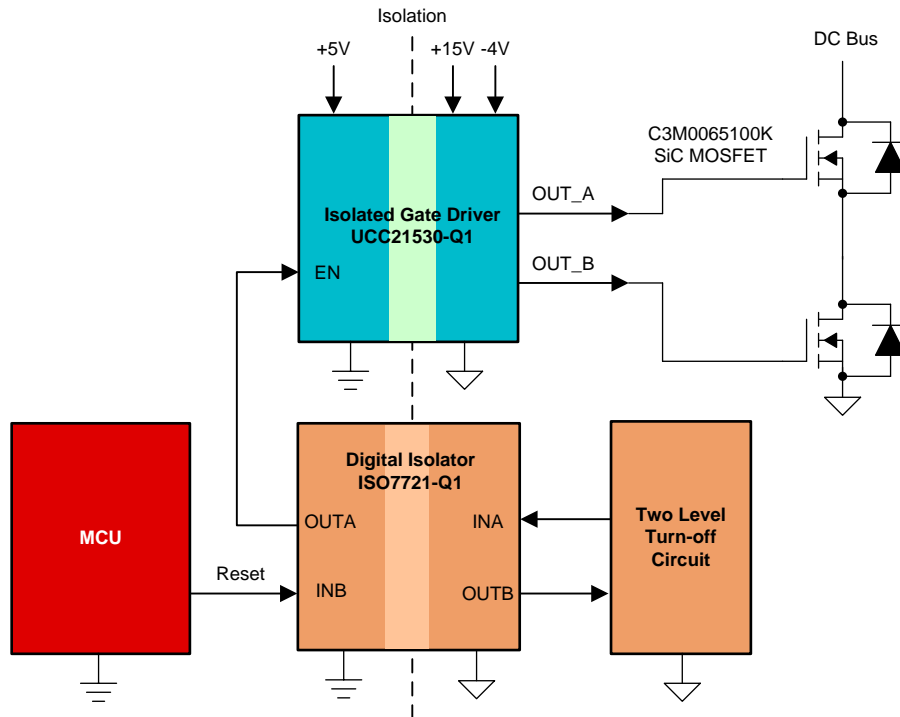 Isolation
+5V
+15V -4V
DC Bus
C3M0065100K
SiC MOSFET
Isolated Gate Driver
UCC21530-Q1
OUT_A
OUT_B
EN
Digital Isolator
ISO7721-Q1
OUTA
INA
INB
OUTB
MCU
Reset
Two Level
Turn-off
Circuit